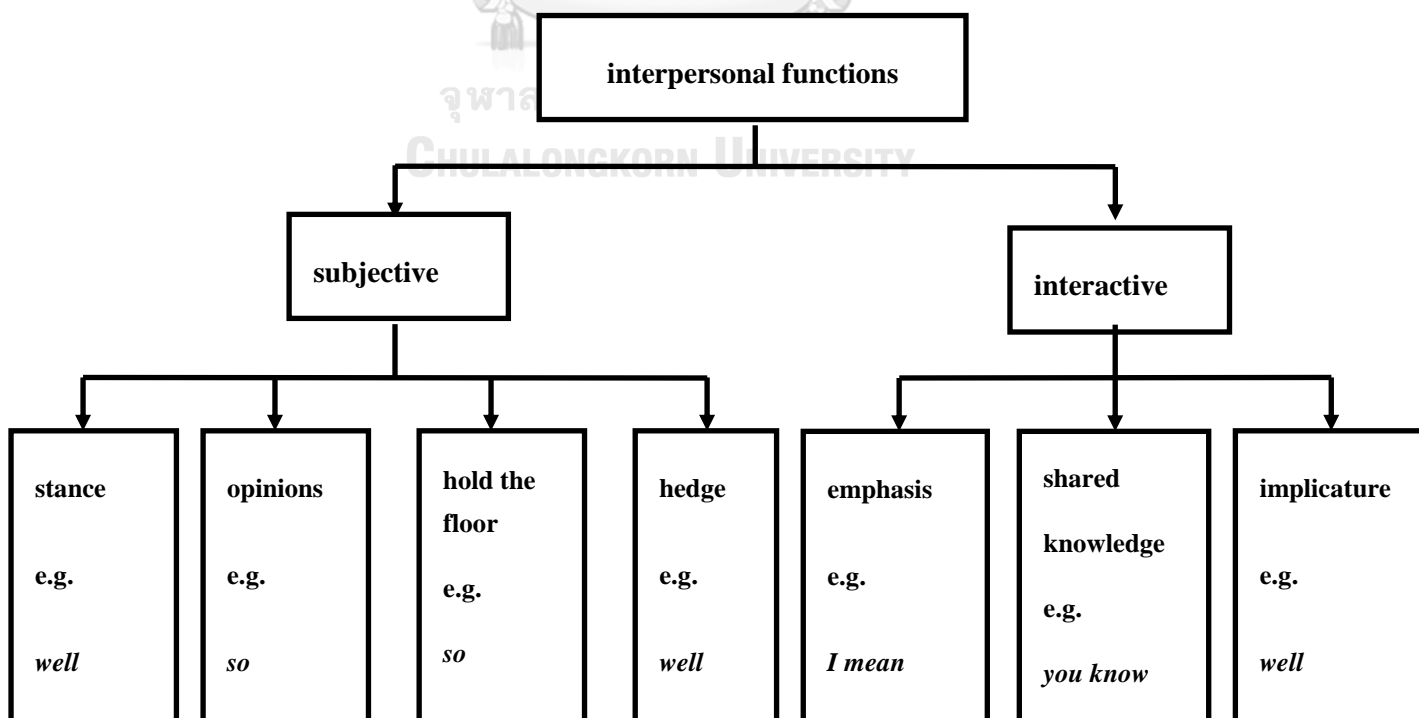 interpersonal functions
จุฬาล
CHULALONGKORN UNIVERSITY
subjective
interactive
stance
e.g.
well
opinions
e.g.
so
hold the
floor
e.g.
so
hedge
e.g.
well
emphasis
e.g.
I mean
shared
knowledge
e.g.
you know
implicature
e.g.
well